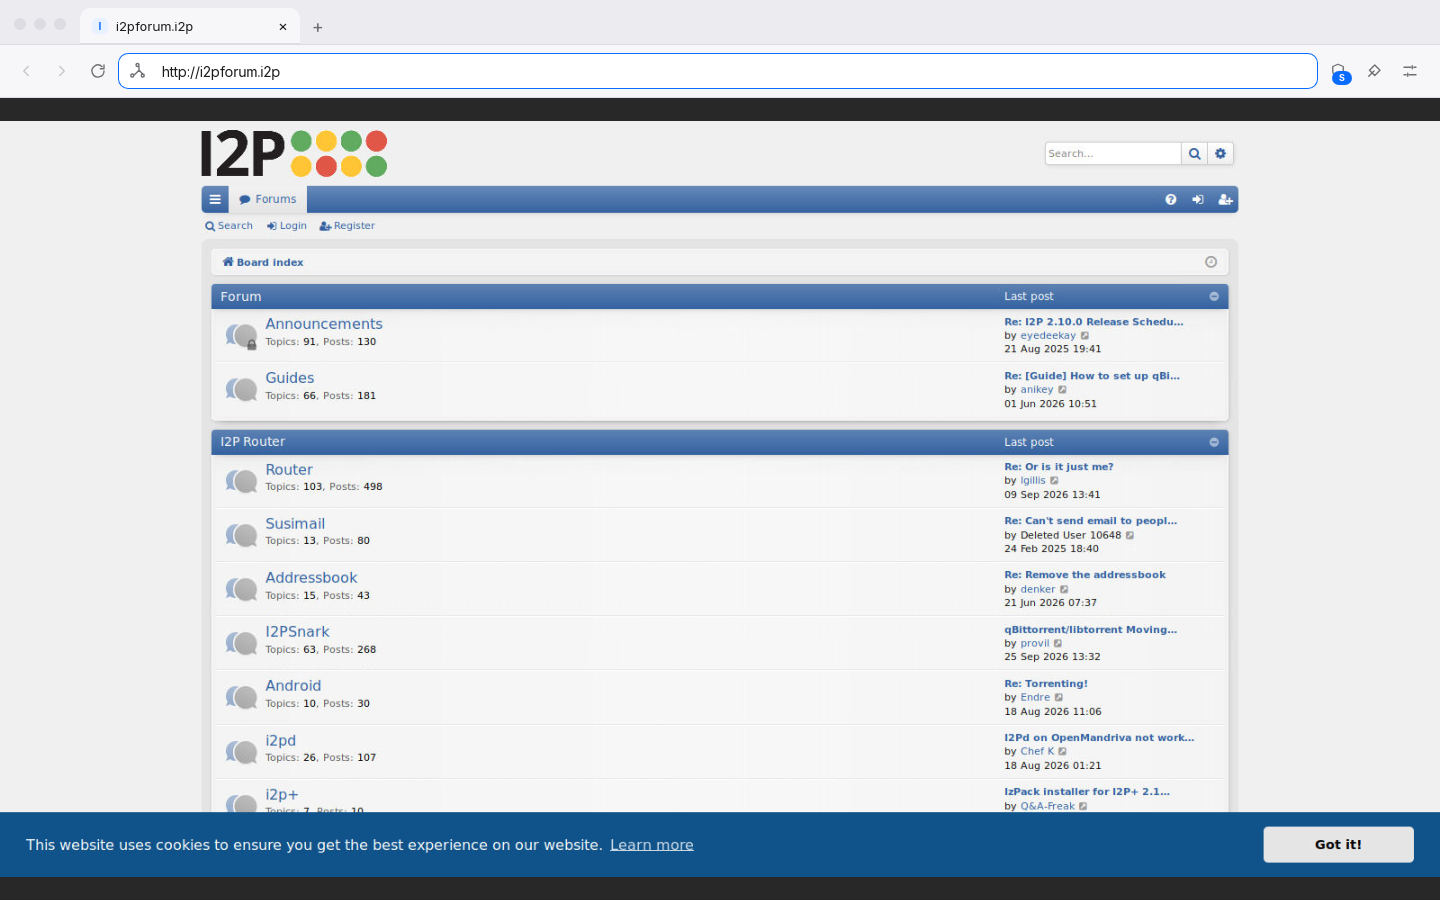 i2pforum.i2p
http://i2pforum.i2p
S
I2P
Search...
Forums
Search Login Register
Board index
Forum Last post
Announcements
Topics: 91, Posts: 130
Re: I2P 2.10.0 Release Schedu...
by eyedeekay
21 Aug 2025 19:41
Guides
Topics: 66, Posts: 181
Re: [Guide] How to set up qBi...
by anikey
01 Jun 2026 10:51
I2P Router Last post
Router
Topics: 103, Posts: 498
Re: Or is it just me?
by lgillis
09 Sep 2026 13:41
Susimail
Topics: 13, Posts: 80
Re: Can't send email to peopl...
by Deleted User 10648
24 Feb 2025 18:40
Addressbook
Topics: 15, Posts: 43
Re: Remove the addressbook
by denker
21 Jun 2026 07:37
I2PSnark
Topics: 63, Posts: 268
qBittorrent/libtorrent Moving...
by provil
25 Sep 2026 13:32
Android
Topics: 10, Posts: 30
Re: Torrenting!
by Endre
18 Aug 2026 11:06
i2pd
Topics: 26, Posts: 107
I2Pd on OpenMandriva not work...
by Chef K
18 Aug 2026 01:21
i2p+
Topics: 7, Posts: 10
IzPack installer for I2P+ 2.1...
by Q&A-Freak
This website uses cookies to ensure you get the best experience on our website. Learn more
Got it!